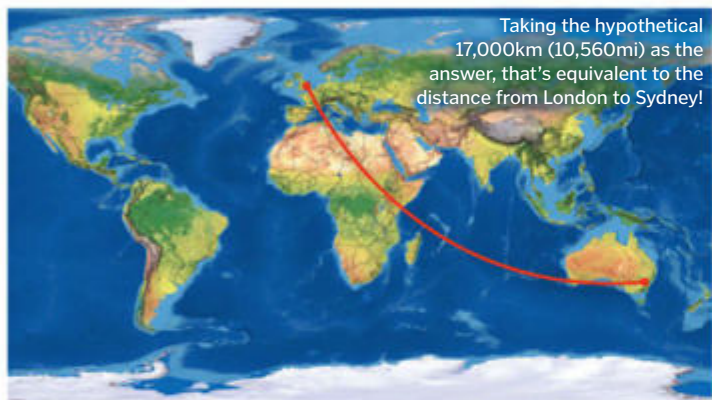 Taking the hypothetical
17,000km (10,560mi) as the
answer, that's equivalent to the
distance from London to Sydney!